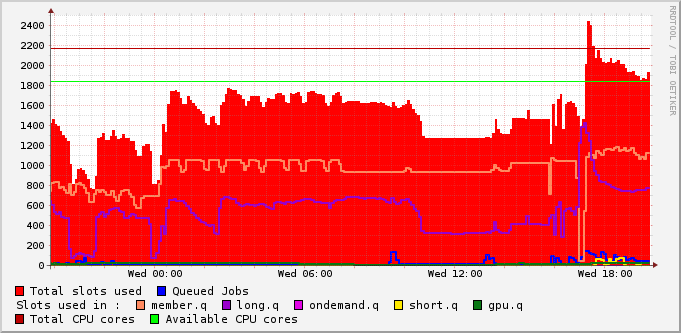 RRDTOOL / TOBI OETIKER
2400
2200
2000
1800
1600
1400
1200
1000
800
600
400
200
0
Wed 00:00 Wed 06:00 Wed 12:00 Wed 18:00
Total slots used Queued Jobs
Slots used in : member.q long.q ondemand.q short.q gpu.q
Total CPU cores Available CPU cores